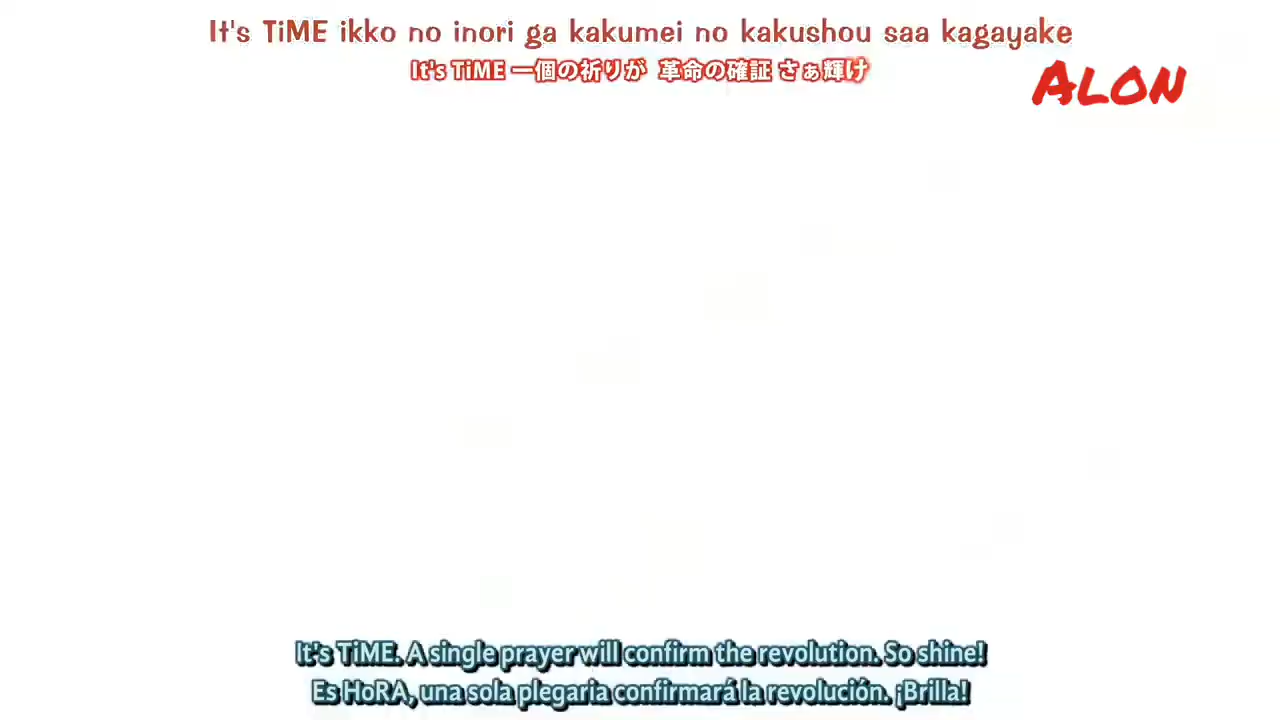 It's TiME ikko no inori ga kakumei no kakushou saa kagayake
It's TiME 一個の祈りが 革命の確証 さぁ輝け
ALON
It's TiME. A single prayer will confirm the revolution. So shine!
Es HoRA, una sola plegaria confirmará la revolución. ¡Brilla!